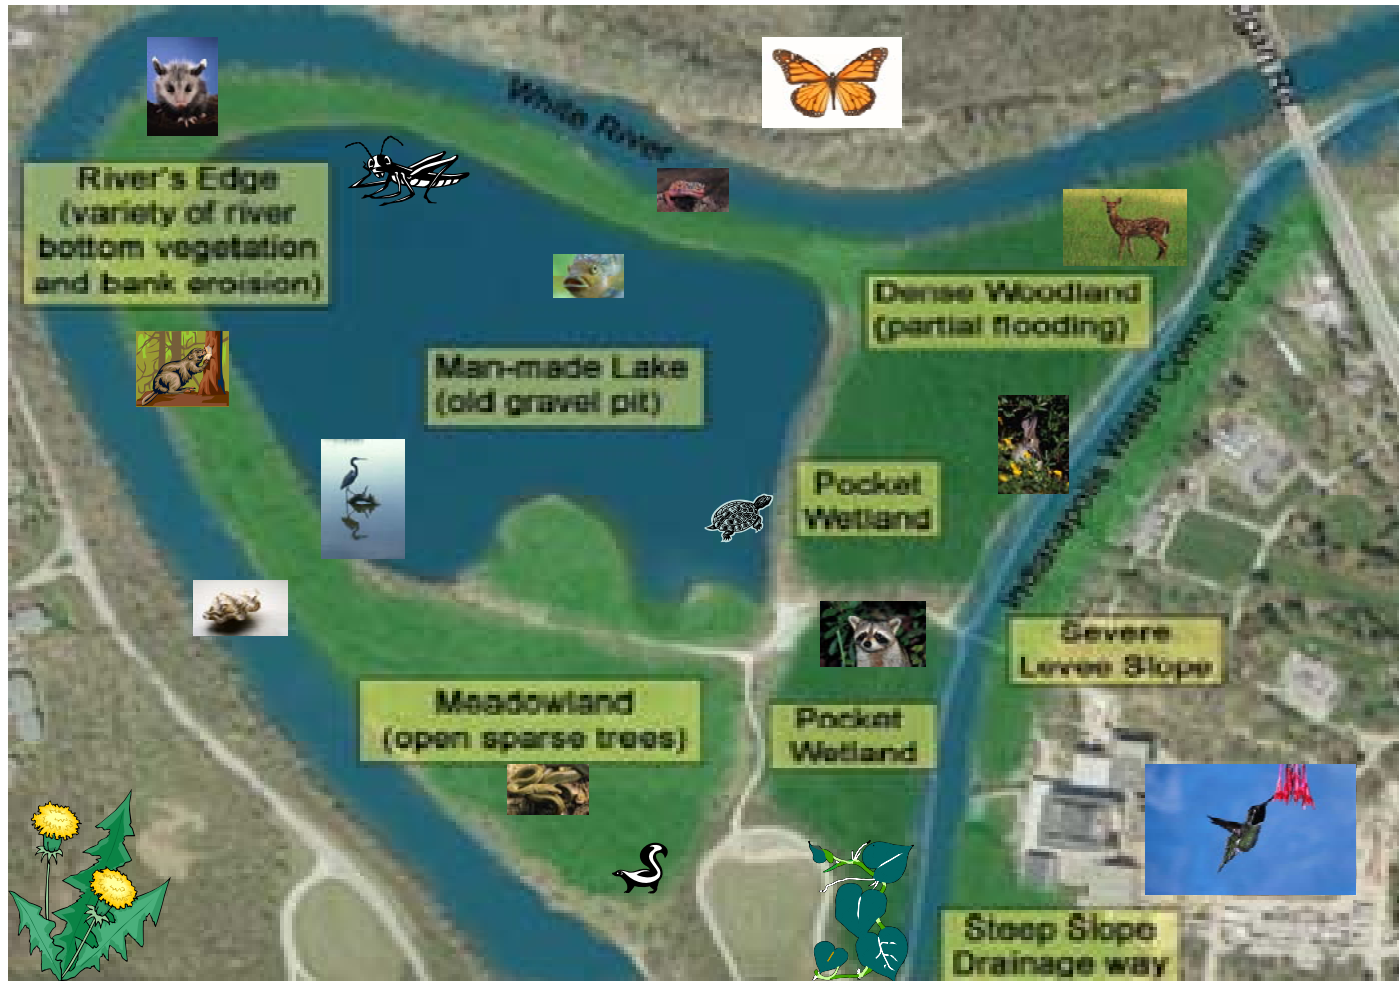 White River
River's Edge
(variety of river
bottom vegetation
and bank eroision)
Dense Woodland
(partial flooding)
Man-made Lake
(old gravel pit)
Pocket
Wetland
Indianapolis Water Comp. Canal
Severe
Levee Slope
Meadowland
(open sparse trees)
Pocket
Wetland
Steep Slope
Drainage way